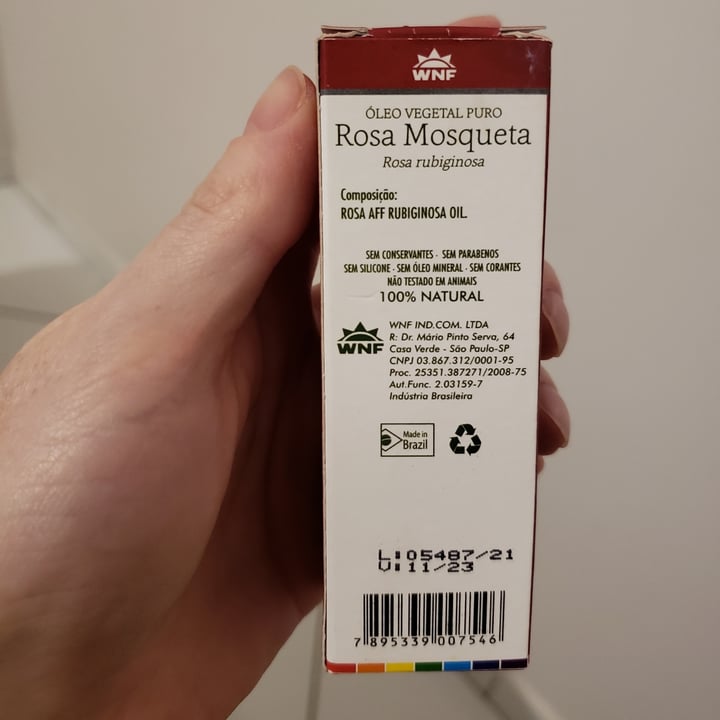 WNF
ÓLEO VEGETAL PURO
Rosa Mosqueta
Rosa rubiginosa
Composição:
ROSA AFF RUBIGINOSA OIL.
SEM CONSERVANTES - SEM PARABENOS
SEM SILICONE - SEM ÓLEO MINERAL - SEM CORANTES
NÃO TESTADO EM ANIMAIS
100% NATURAL
WNF
WNF IND.COM. LTDA
R: Dr. Mário Pinto Serva, 64
Casa Verde - São Paulo-SP
CNPJ 03.867.312/0001-95
Proc. 25351.387271/2008-75
Aut.Func. 2.03159-7
Indústria Brasileira
Made in
Brazil
L:05487/21
V:11/23
7 895339 007546